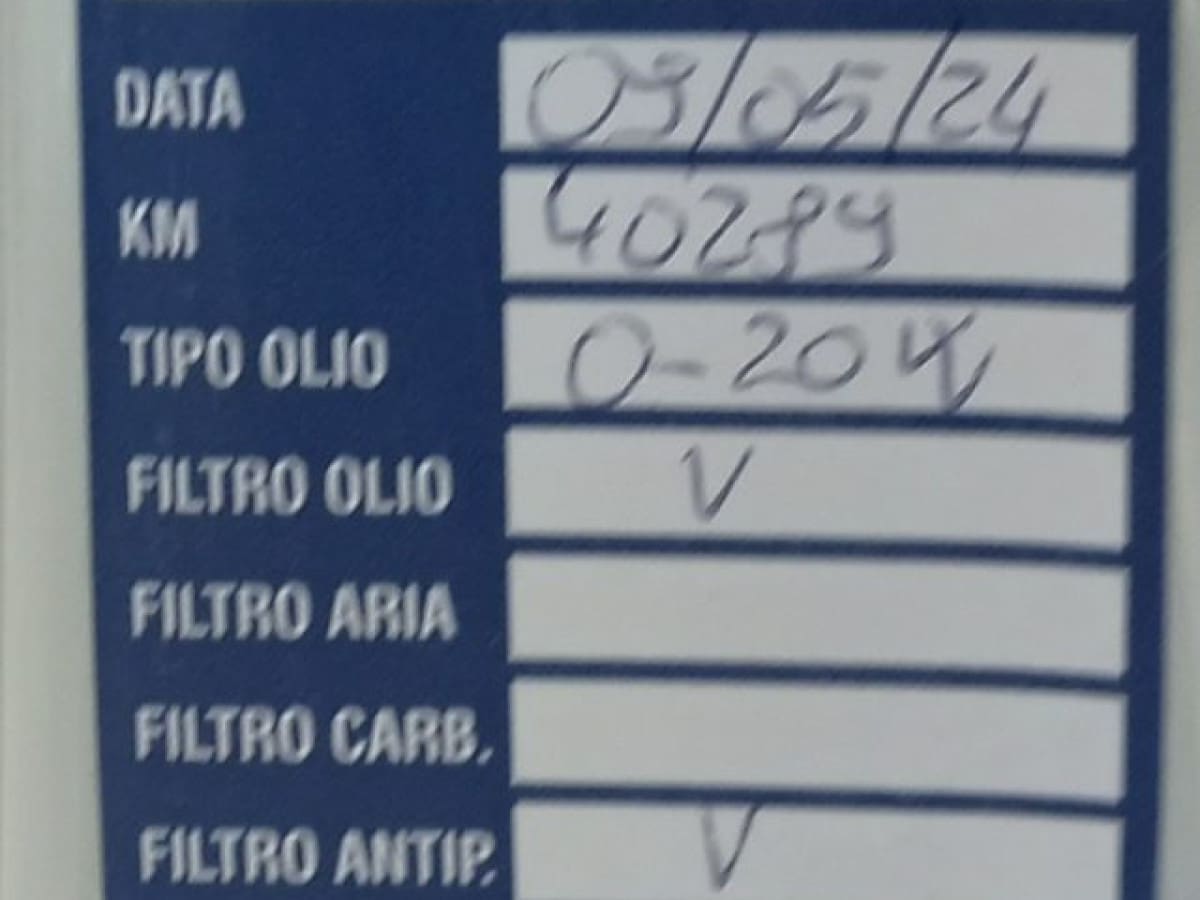 DATA 09/05/24
KM 40289
TIPO OLIO 0-20 W
FILTRO OLIO V
FILTRO ARIA
FILTRO CARB.
FILTRO ANTIP. V